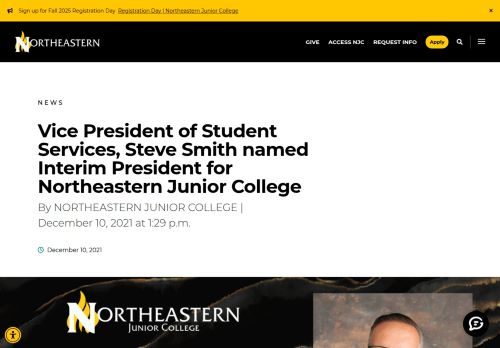 Sign up for Fall 2025 Registration Day Registration Day | Northeastern Junior College ×
NORTHEASTERN GIVE ACCESS NJC REQUEST INFO Apply
NEWS
Vice President of Student
Services, Steve Smith named
Interim President for
Northeastern Junior College
By NORTHEASTERN JUNIOR COLLEGE |
December 10, 2021 at 1:29 p.m.
December 10, 2021
NORTHEASTERN
JUNIOR COLLEGE